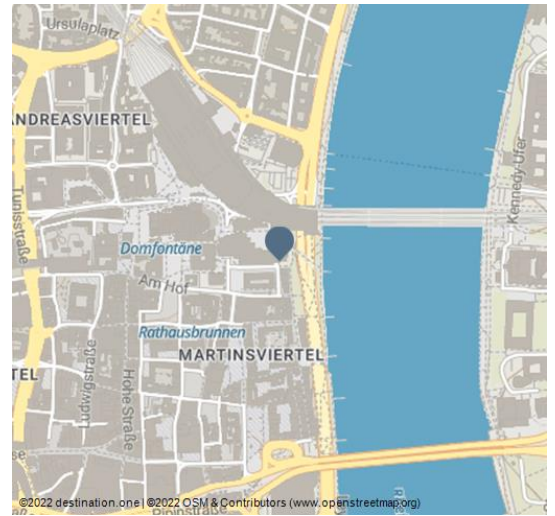 Ursulaplatz
ANDREASVIERTEL
Tunisstraße
Kennedy-Ufer
Domfontäne
Am Hof
Rathausbrunnen
MARTINSVIERTEL
TEL
Ludwigstraße
Hohe Straße
©2022 destination.one | ©2022 OSM & Contributors (www.openstreetmap.org)